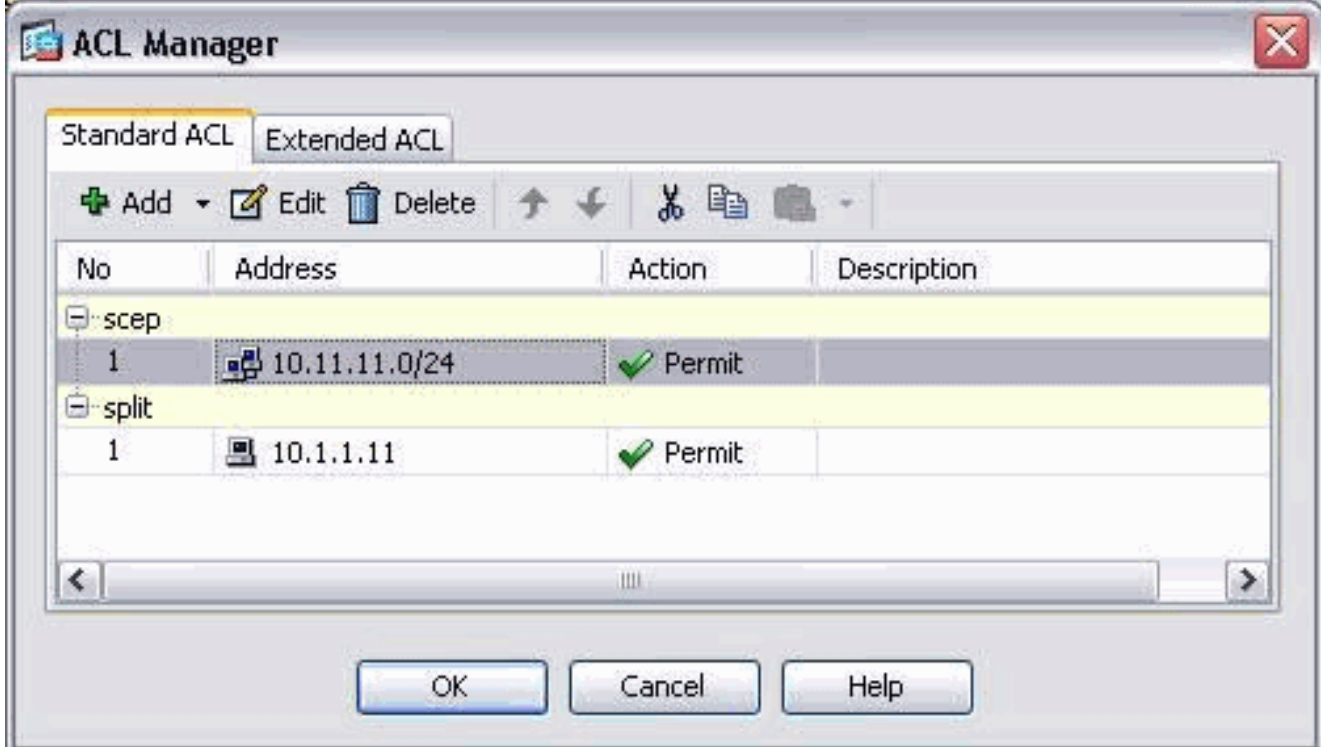 ACL Manager
Standard ACL Extended ACL
Add Edit Delete
No Address Action Description
scep
1 10.11.11.0/24 Permit
split
1 10.1.1.11 Permit
OK Cancel Help